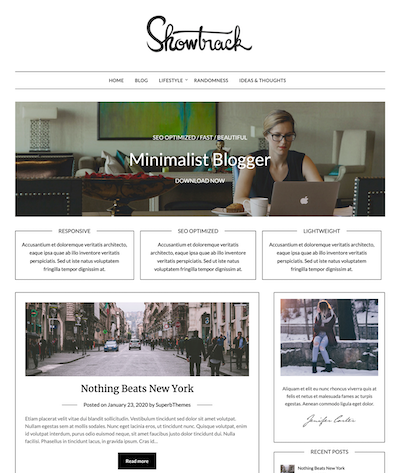 Showtrack
HOME BLOG LIFESTYLE RANDOMNESS IDEAS & THOUGHTS
SEO OPTIMIZED / FAST / BEAUTIFUL
Minimalist Blogger
DOWNLOAD NOW
RESPONSIVE
Accusantium et doloremque veritatis architecto,
eaque ipsa quae ab illo inventore veritatis
perspiciatis. Sed ut iste natus voluptatem
fringilla tempor dignissim at.
SEO OPTIMIZED
Accusantium et doloremque veritatis architecto,
eaque ipsa quae ab illo inventore veritatis
perspiciatis. Sed ut iste natus voluptatem
fringilla tempor dignissim at.
LIGHTWEIGHT
Accusantium et doloremque veritatis architecto,
eaque ipsa quae ab illo inventore veritatis
perspiciatis. Sed ut iste natus voluptatem
fringilla tempor dignissim at.
Nothing Beats New York
Posted on January 23, 2020 by SuperbThemes
Etiam placerat velit vitae dui blandit sollicitudin. Vestibulum tincidunt sed dolor sit amet volutpat.
Nullam egestas sem at mollis sodales. Nunc eget lacinia eros, ut tincidunt nunc. Quisque volutpat, enim
id volutpat interdum, purus odio euismod neque, sit amet faucibus justo dolor tincidunt dui. Nulla
facilisi. Phasellus in tincidunt lacus, in gravida ipsum. Cras id...
Read more
Aliquam et elit eu nunc rhoncus viverra quis at
felis et netus et malesuada fames ac turpis
egestas. Aenean commodo ligula eget dolor.
Jenifer Carter
RECENT POSTS
Nothing Beats New York